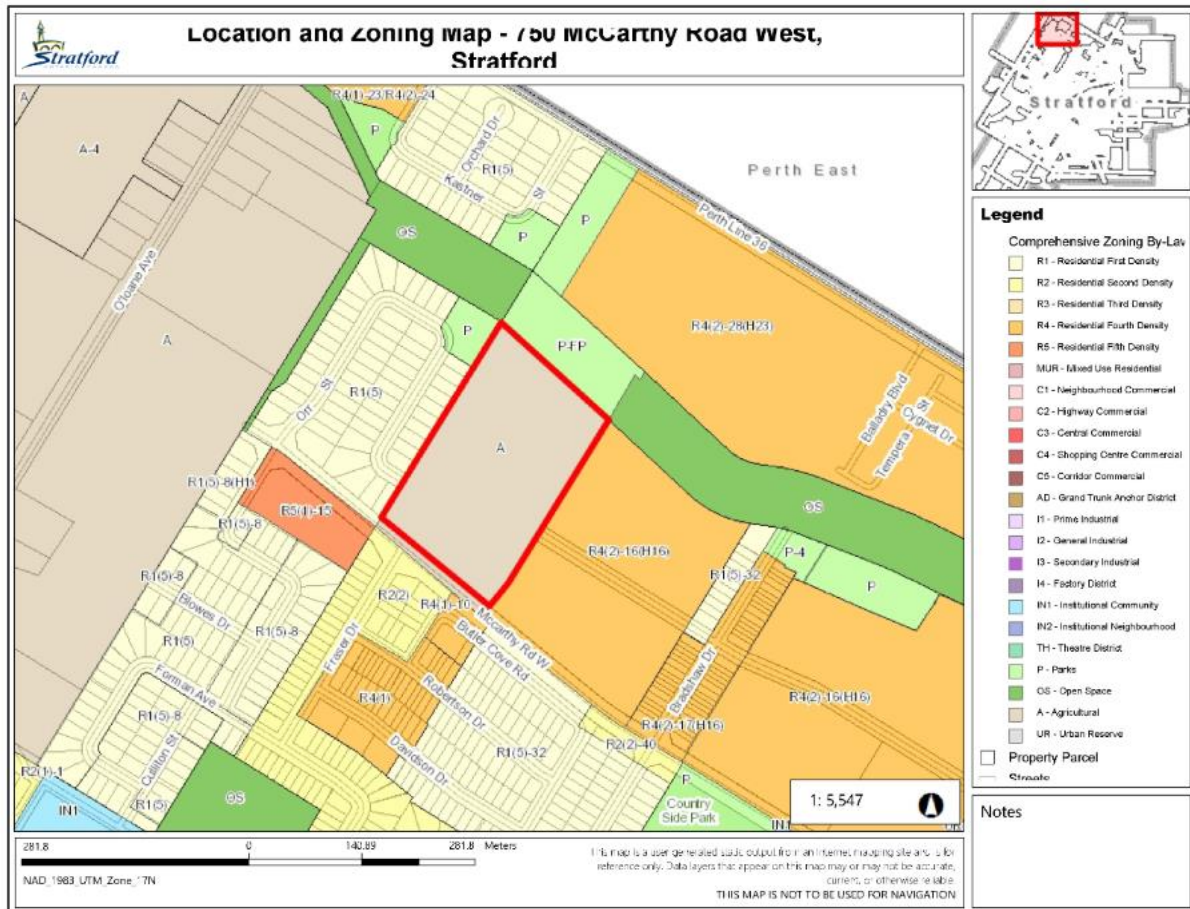 Stratford
Location and Zoning Map - 750 McCarthy Road West,
Stratford
Stratford
A
A-4
R4(1)-23/R4(2)-24
P
Orchard Dr
Kastner
St
R1(5)
P
P
Perth East
Perth Line 36
O'loane Ave
OS
A
R4(2)-28(H23)
P
P-FP
Orr St
R1(5)
Balladry Blvd
Tempera St
Cygnet Dr
A
R1(5)-8(H1)
R5(1)-15
R1(5)-8
OS
R4(2)-16(H16)
R1(5)-32
P-4
P
R1(5)-8
Blowes Dr
R2(2)
R4(1)-10
Mccarthy Rd W
Butler Cove Rd
R1(5)
R1(5)-8
Fraser Dr
Forman Ave
R4(1)
Robertson Dr
Bradshaw Dr
R4(2)-16(H16)
R1(5)-8
Culliton St
R4(2)-17(H16)
R1(5)-32
R2(2)-40
Davidson Dr
R2(1)-1
R1(5)
OS
IN1
P
Country
Side Park
IN1
1: 5,547
Legend
Comprehensive Zoning By-Law
R1 - Residential First Density
R2 - Residential Second Density
R3 - Residential Third Density
R4 - Residential Fourth Density
R5 - Residential Fifth Density
MUR - Mixed Use Residential
C1 - Neighbourhood Commercial
C2 - Highway Commercial
C3 - Central Commercial
C4 - Shopping Centre Commercial
C5 - Corridor Commercial
AD - Grand Trunk Anchor District
I1 - Prime Industrial
I2 - General Industrial
I3 - Secondary Industrial
I4 - Factory District
IN1 - Institutional Community
IN2 - Institutional Neighbourhood
TH - Theatre District
P - Parks
OS - Open Space
A - Agricultural
UR - Urban Reserve
Property Parcel
Streets
Notes
281.8 0 140.89 281.8 Meters
NAD_1983_UTM_Zone_17N
This map is a user generated static output from an Internet mapping site and is for
reference only. Data layers that appear on this map may or may not be accurate,
current, or otherwise reliable.
THIS MAP IS NOT TO BE USED FOR NAVIGATION